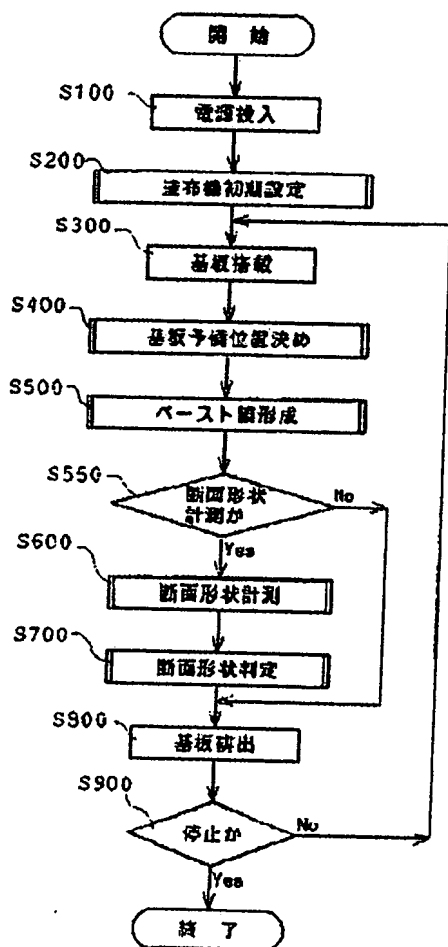 開始
S100
電源投入
S200
塗布機初期設定
S300
基板搭載
S400
基板予備位置決め
S500
ペースト膜形成
S550
断面形状
計測か
No
Yes
S600
断面形状計測
S700
断面形状判定
S800
基板排出
S900
停止か
No
Yes
終了